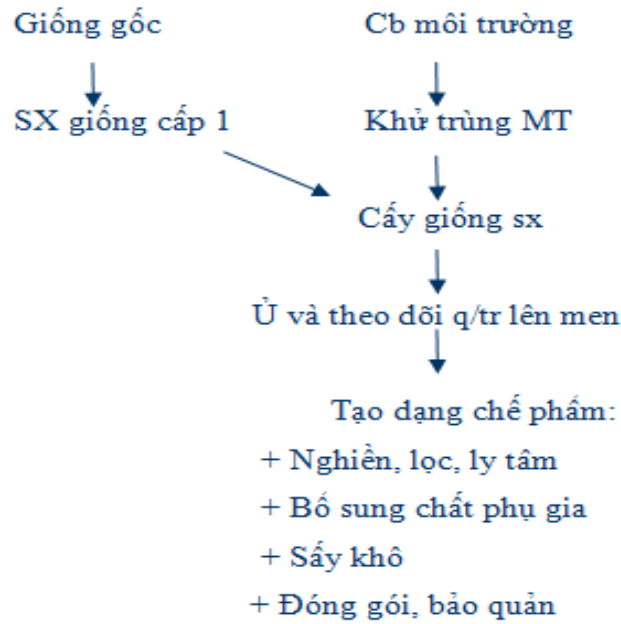 Giống gốc
Cb môi trường
SX giống cấp 1
Khử trùng MT
Cấy giống sx
Ủ và theo dõi q/tr lên men
Tạo dạng chế phẩm:
+ Nghiền, lọc, ly tâm
+ Bổ sung chất phụ gia
+ Sấy khô
+ Đóng gói, bảo quản